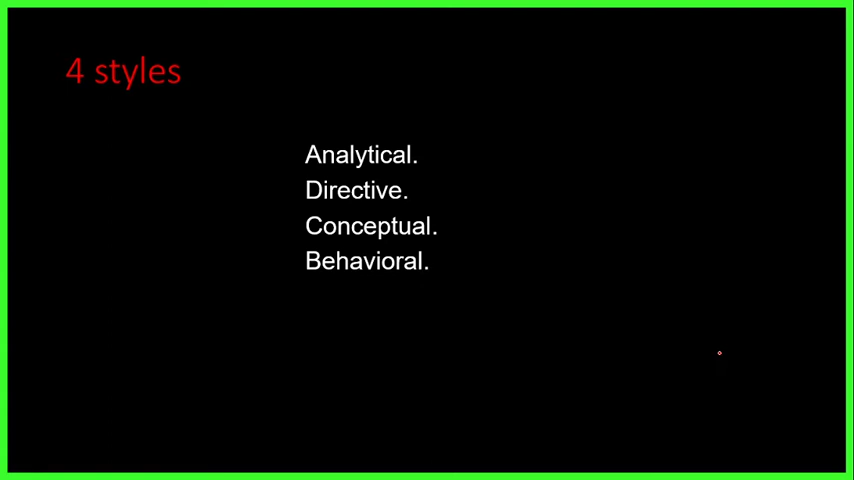 4 styles
Analytical.
Directive.
Conceptual.
Behavioral.